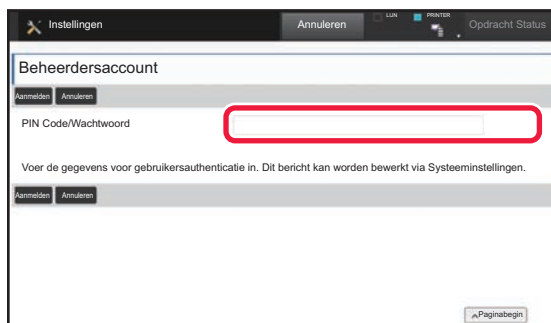 Instellingen
Annuleren
LIJN
PRINTER
Opdracht Status
Beheerdersaccount
Aanmelden Annuleren
PIN Code/Wachtwoord
Voer de gegevens voor gebruikersauthenticatie in. Dit bericht kan worden bewerkt via Systeeminstellingen.
Aanmelden Annuleren
Paginabegin